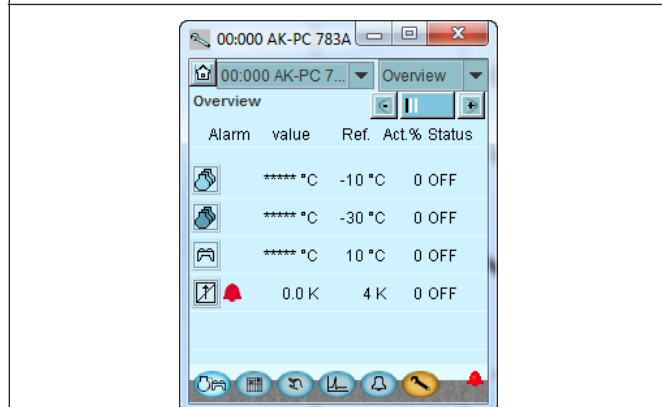 00:000 AK-PC 783A
00:000 AK-PC 7... Overview
Overview
Alarm value Ref. Act.% Status
***** °C -10 °C 0 OFF
***** °C -30 °C 0 OFF
***** °C 10 °C 0 OFF
0.0 K 4 K 0 OFF